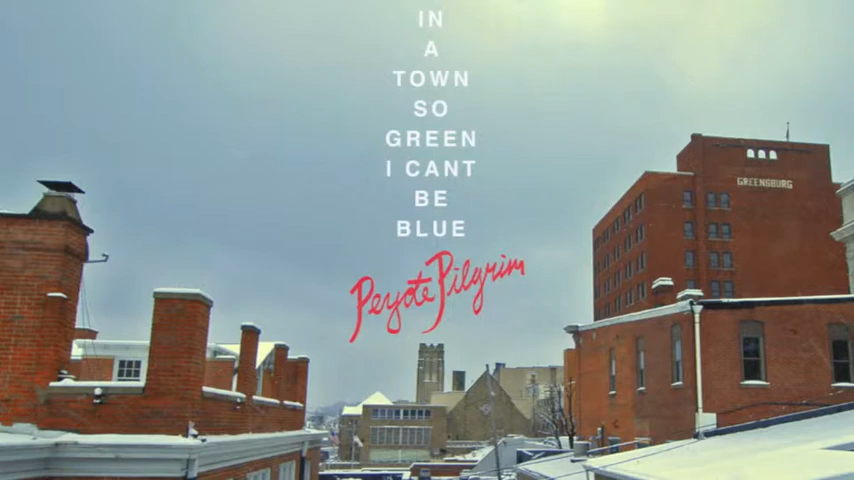 IN
A
TOWN
SO
GREEN
I CANT
BE
BLUE
Peyote Pilgrim
GREENSBURG